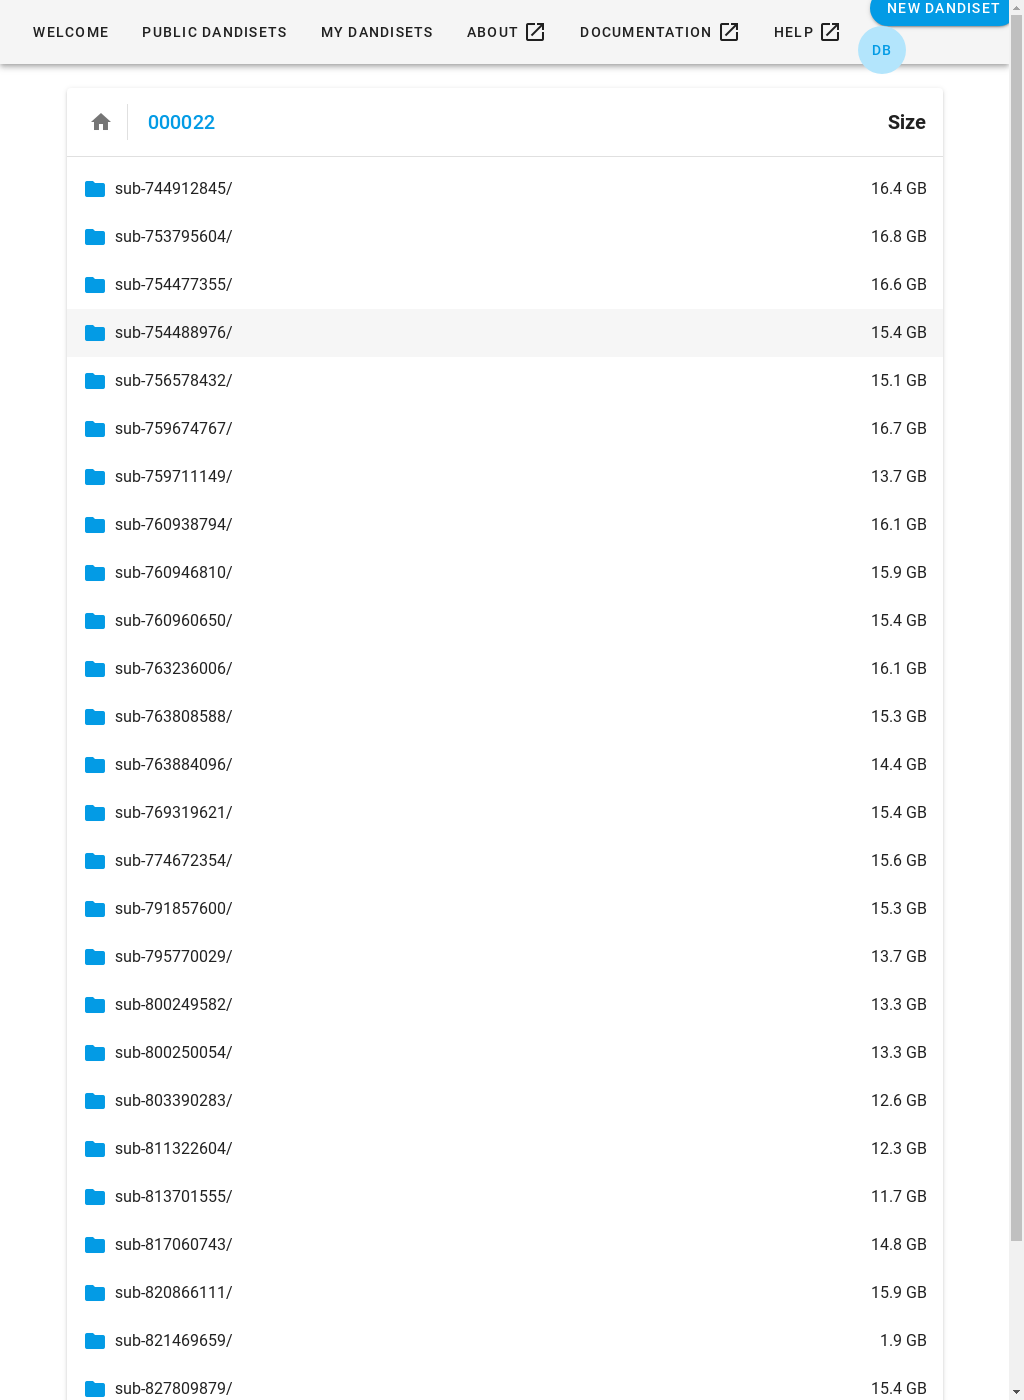 WELCOME PUBLIC DANDISETS MY DANDISETS ABOUT DOCUMENTATION HELP NEW DANDISET
DB
000022 Size
sub-744912845/ 16.4 GB
sub-753795604/ 16.8 GB
sub-754477355/ 16.6 GB
sub-754488976/ 15.4 GB
sub-756578432/ 15.1 GB
sub-759674767/ 16.7 GB
sub-759711149/ 13.7 GB
sub-760938794/ 16.1 GB
sub-760946810/ 15.9 GB
sub-760960650/ 15.4 GB
sub-763236006/ 16.1 GB
sub-763808588/ 15.3 GB
sub-763884096/ 14.4 GB
sub-769319621/ 15.4 GB
sub-774672354/ 15.6 GB
sub-791857600/ 15.3 GB
sub-795770029/ 13.7 GB
sub-800249582/ 13.3 GB
sub-800250054/ 13.3 GB
sub-803390283/ 12.6 GB
sub-811322604/ 12.3 GB
sub-813701555/ 11.7 GB
sub-817060743/ 14.8 GB
sub-820866111/ 15.9 GB
sub-821469659/ 1.9 GB
sub-827809879/ 15.4 GB